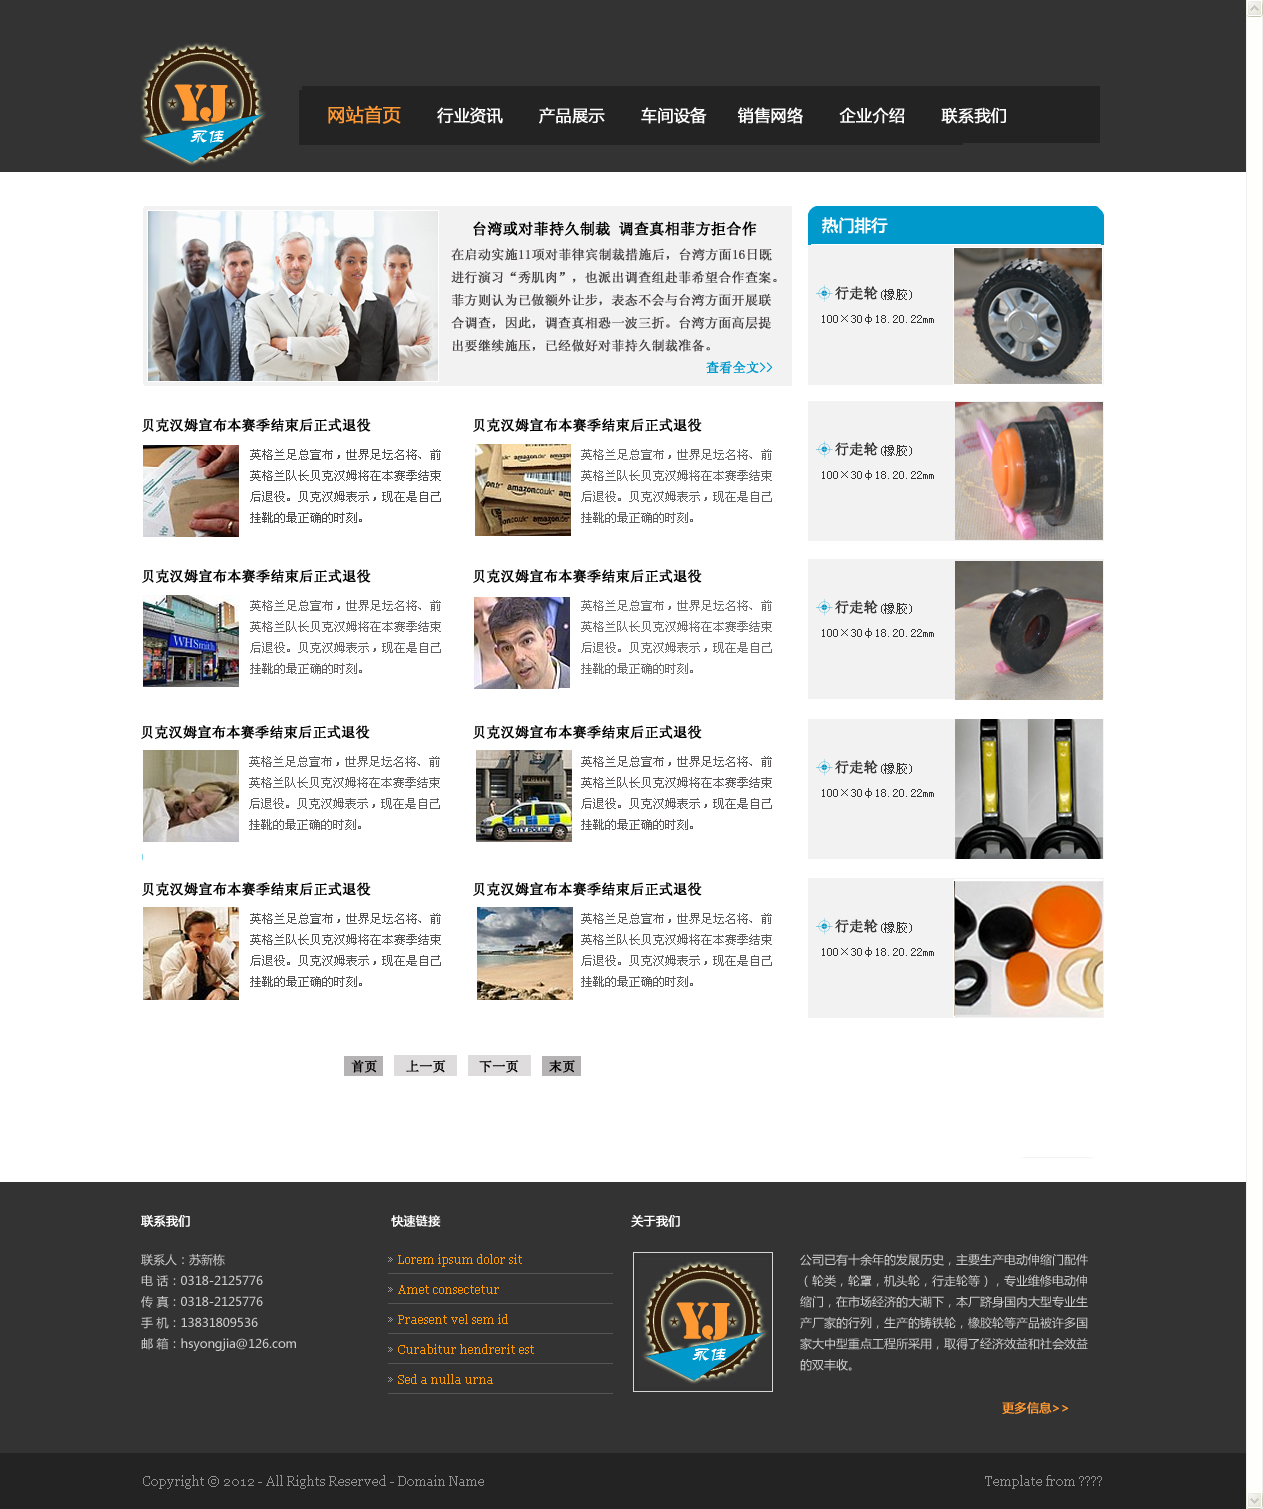 YJ
永佳
网站首页 行业资讯 产品展示 车间设备 销售网络 企业介绍 联系我们
台湾或对菲持久制裁 调查真相菲方拒合作
在启动实施11项对菲律宾制裁措施后，台湾方面16日既
进行演习“秀肌肉”，也派出调查组赴菲希望合作查案。
菲方则认为已做额外让步，表态不会与台湾方面开展联
合调查，因此，调查真相恐一波三折。台湾方面高层提
出要继续施压，已经做好对菲持久制裁准备。
查看全文>>
贝克汉姆宣布本赛季结束后正式退役
英格兰足总宣布，世界足坛名将、前
英格兰队长贝克汉姆将在本赛季结束
后退役。贝克汉姆表示，现在是自己
挂靴的最正确的时刻。
贝克汉姆宣布本赛季结束后正式退役
amazon.co.uk
英格兰足总宣布，世界足坛名将、前
英格兰队长贝克汉姆将在本赛季结束
后退役。贝克汉姆表示，现在是自己
挂靴的最正确的时刻。
贝克汉姆宣布本赛季结束后正式退役
WHSmith
英格兰足总宣布，世界足坛名将、前
英格兰队长贝克汉姆将在本赛季结束
后退役。贝克汉姆表示，现在是自己
挂靴的最正确的时刻。
贝克汉姆宣布本赛季结束后正式退役
英格兰足总宣布，世界足坛名将、前
英格兰队长贝克汉姆将在本赛季结束
后退役。贝克汉姆表示，现在是自己
挂靴的最正确的时刻。
贝克汉姆宣布本赛季结束后正式退役
英格兰足总宣布，世界足坛名将、前
英格兰队长贝克汉姆将在本赛季结束
后退役。贝克汉姆表示，现在是自己
挂靴的最正确的时刻。
贝克汉姆宣布本赛季结束后正式退役
CITY POLICE
英格兰足总宣布，世界足坛名将、前
英格兰队长贝克汉姆将在本赛季结束
后退役。贝克汉姆表示，现在是自己
挂靴的最正确的时刻。
贝克汉姆宣布本赛季结束后正式退役
英格兰足总宣布，世界足坛名将、前
英格兰队长贝克汉姆将在本赛季结束
后退役。贝克汉姆表示，现在是自己
挂靴的最正确的时刻。
贝克汉姆宣布本赛季结束后正式退役
英格兰足总宣布，世界足坛名将、前
英格兰队长贝克汉姆将在本赛季结束
后退役。贝克汉姆表示，现在是自己
挂靴的最正确的时刻。
首页 上一页 下一页 末页
热门排行
行走轮(橡胶)
100×30φ18.20.22mm
行走轮(橡胶)
100×30φ18.20.22mm
行走轮(橡胶)
100×30φ18.20.22mm
行走轮(橡胶)
100×30φ18.20.22mm
行走轮(橡胶)
100×30φ18.20.22mm
联系我们
联系人：苏新栋
电 话：0318-2125776
传 真：0318-2125776
手 机：13831809536
邮 箱：hsyongjia@126.com
快速链接
» Lorem ipsum dolor sit
» Amet consectetur
» Praesent vel sem id
» Curabitur hendrerit est
» Sed a nulla urna
关于我们
YJ
永佳
公司已有十余年的发展历史，主要生产电动伸缩门配件
（轮类，轮罩，机头轮，行走轮等），专业维修电动伸
缩门，在市场经济的大潮下，本厂跻身国内大型专业生
产厂家的行列，生产的铸铁轮，橡胶轮等产品被许多国
家大中型重点工程所采用，取得了经济效益和社会效益
的双丰收。
更多信息>>
Copyright © 2012 - All Rights Reserved - Domain Name
Template from ????